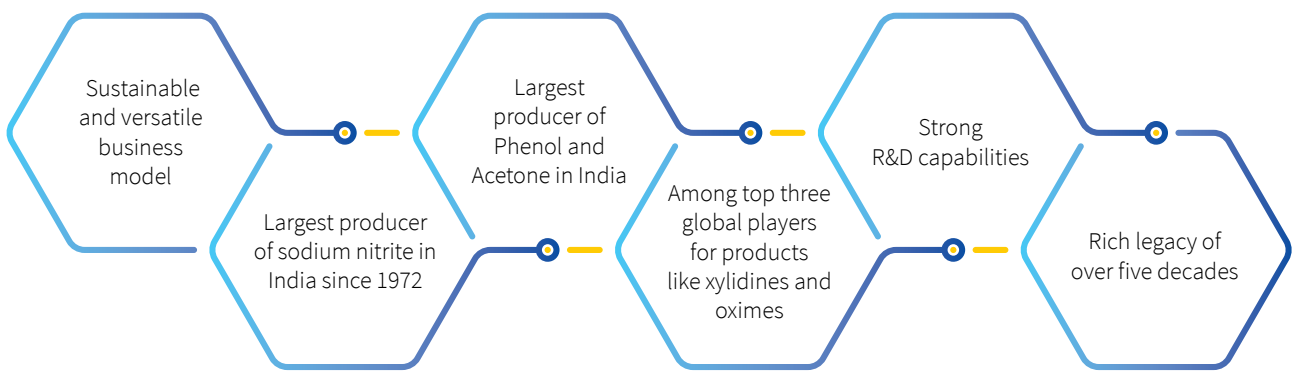 Sustainable
and versatile
business
model
Largest producer
of sodium nitrite in
India since 1972
Largest
producer of
Phenol and
Acetone in India
Among top three
global players
for products
like xylidines and
oximes
Strong
R&D capabilities
Rich legacy of
over five decades